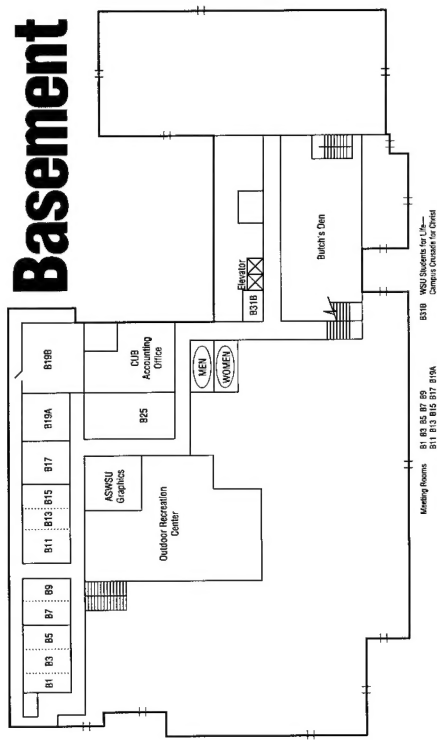 Basement
B1
B3
B5
B7
B9
B11
B13
B15
B17
B19A
B19B
ASWSU
Graphics
B25
CUB
Accounting
Office
Outdoor Recreation
Center
MEN
WOMEN
B31B
Elevator
Butch's Den
Meeting Rooms
B1 B3 B5 B7 B9
B11 B13 B15 B17 B19A
B31B
WSU Students for Life—
Campus Crusade for Christ